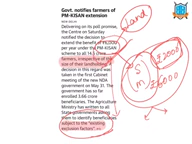 Govt. notifies farmers of
PM-KISAN extension
NEW DELHI
Delivering on its poll promise,
the Centre on Saturday
notified the decision to
extend the benefit of ₹6,000
per year under the PM-KISAN
scheme to all 14.5 crore
farmers, irrespective of the
size of their landholding. A
decision in this regard was
taken in the first Cabinet
meeting of the new NDA
government on May 31. The
government has so far
enrolled 3.66 crore
beneficiaries. The Agriculture
Ministry has written to all
State governments asking
them to identify beneficiaries
subject to the "existing
exclusion factors".
Land
S
M
₹6000